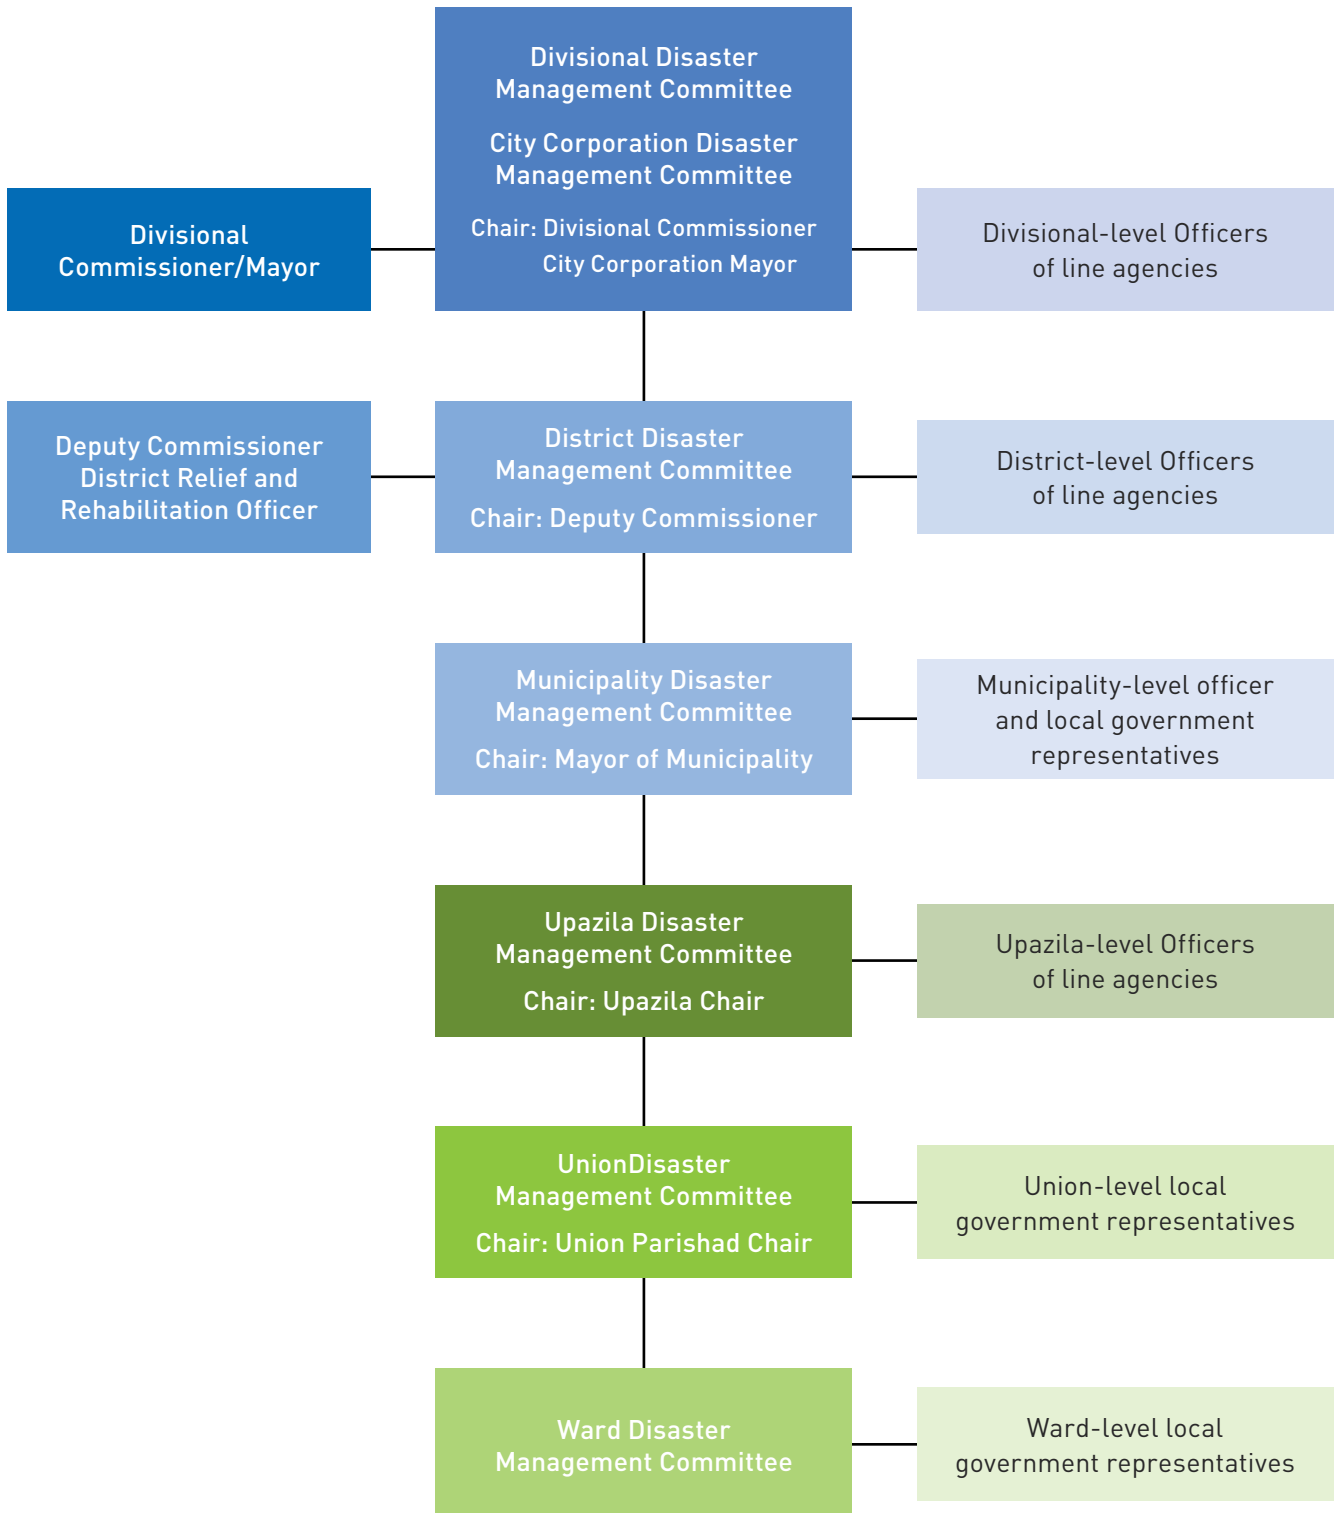 Divisional Disaster
Management Committee
City Corporation Disaster
Management Committee
Chair: Divisional Commissioner
City Corporation Mayor
Divisional
Commissioner/Mayor
Divisional-level Officers
of line agencies
Deputy Commissioner
District Relief and
Rehabilitation Officer
District Disaster
Management Committee
Chair: Deputy Commissioner
District-level Officers
of line agencies
Municipality Disaster
Management Committee
Chair: Mayor of Municipality
Municipality-level officer
and local government
representatives
Upazila Disaster
Management Committee
Chair: Upazila Chair
Upazila-level Officers
of line agencies
UnionDisaster
Management Committee
Chair: Union Parishad Chair
Union-level local
government representatives
Ward Disaster
Management Committee
Ward-level local
government representatives